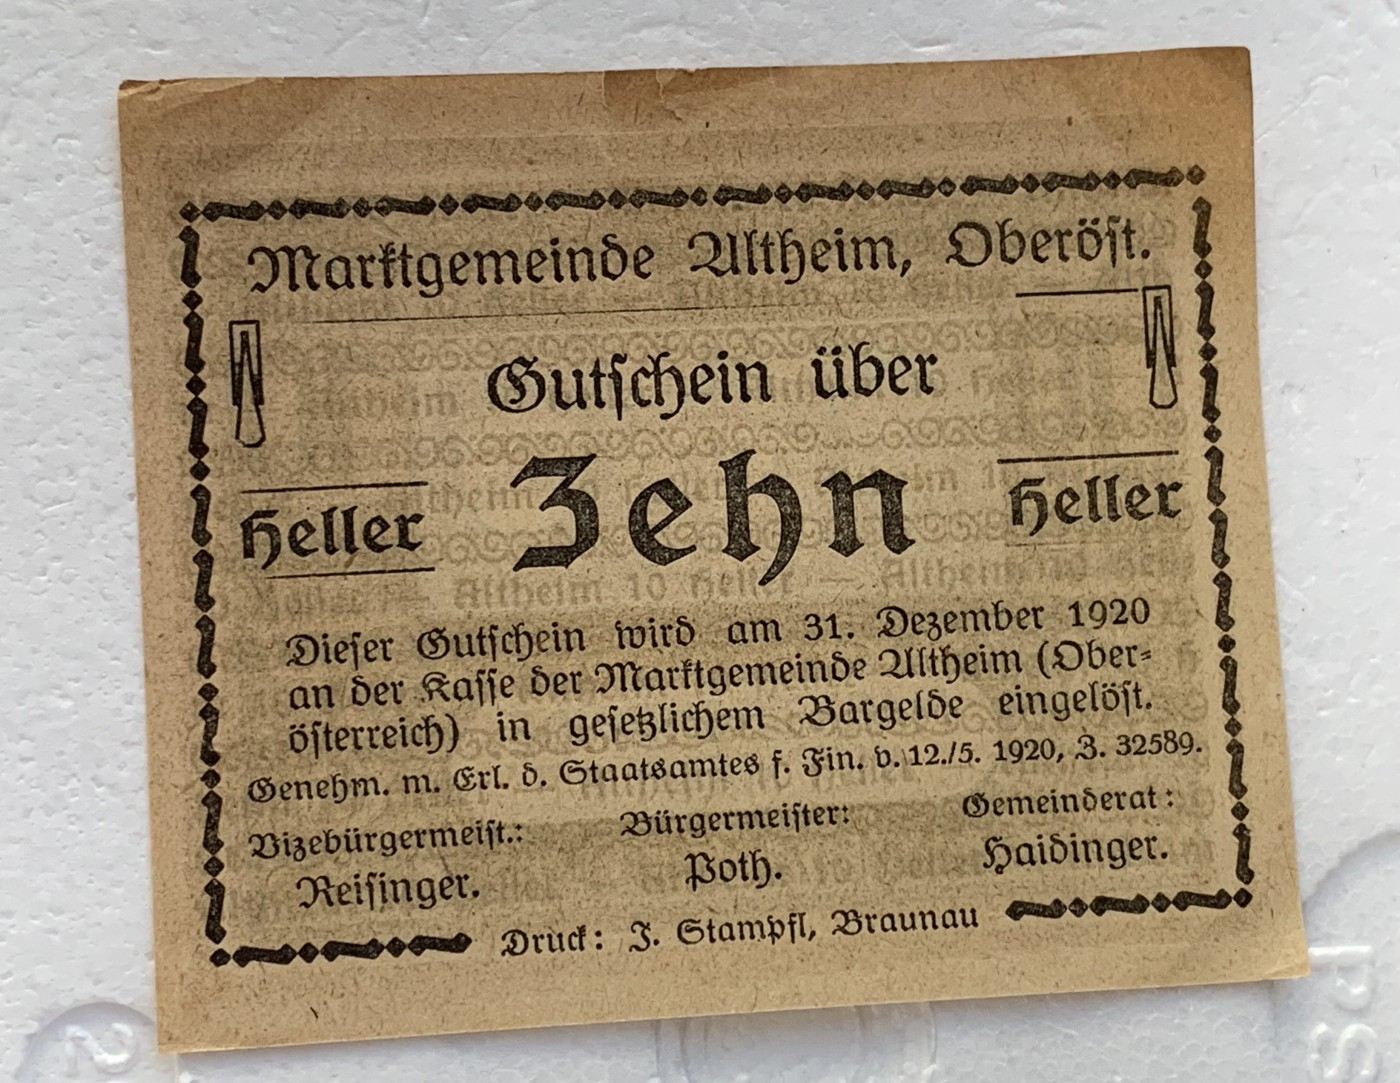 Marktgemeinde Altheim, Oberöst.
Gutschein über
Heller Zehn Heller
Dieser Gutschein wird am 31. Dezember 1920
an der Kasse der Marktgemeinde Altheim (Ober-
österreich) in gesetzlichem Bargelde eingelöst.
Genehm. m. Erl. d. Staatsamtes f. Fin. v. 12./5. 1920, Z. 32589.
Vizebürgermeist.: Bürgermeister: Gemeinderat:
Reisinger. Poth. Haidinger.
Druck: J. Stampfl, Braunau
2
PS